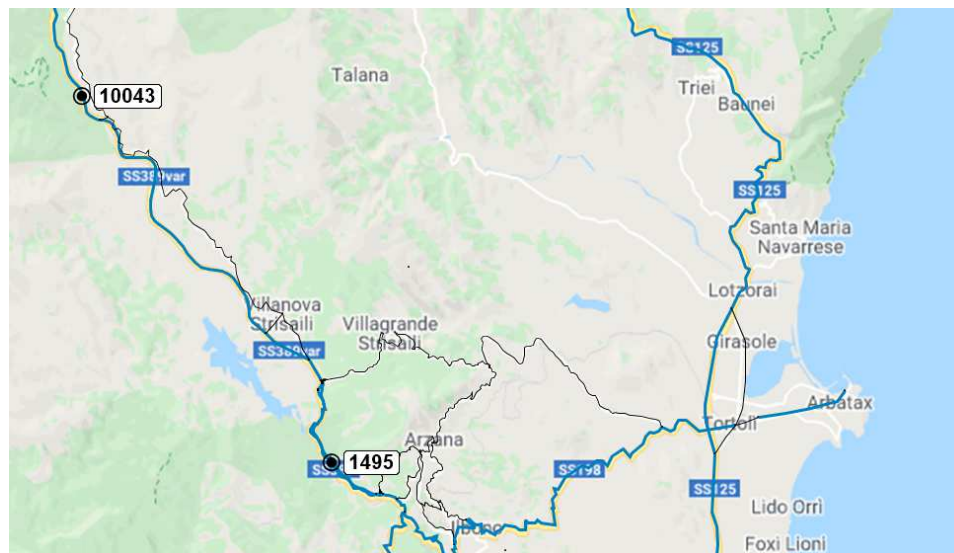 SS125
10043
Talana
Triei
Baunei
SS389var
SS125
Santa Maria
Navarrese
Villanova
Strisaili
Lotzorai
Villagrande
Strisaili
Girasole
SS389var
Arbatax
Tortolì
Arzana
1495
SS198
SS125
Lido Orrì
Ilbono
Foxi Lioni